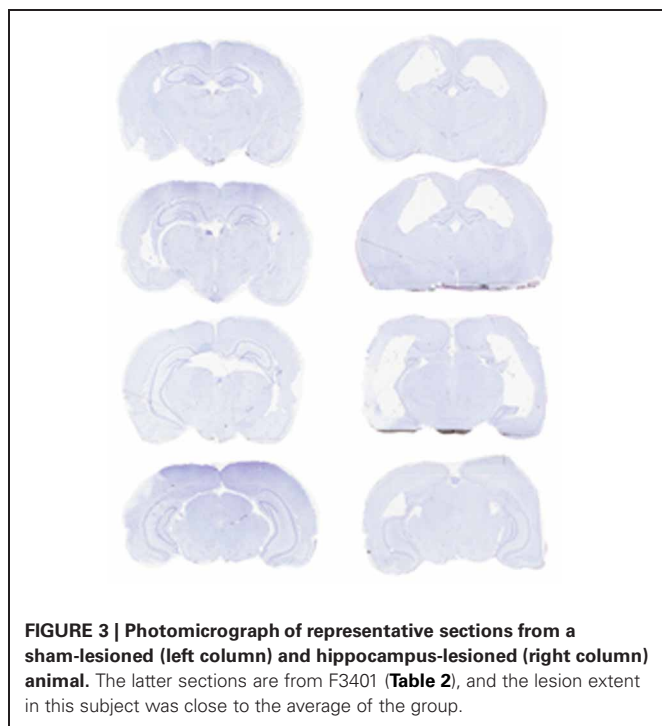 FIGURE 3 | Photomicrograph of representative sections from a
sham-lesioned (left column) and hippocampus-lesioned (right column)
animal. The latter sections are from F3401 (Table 2), and the lesion extent
in this subject was close to the average of the group.